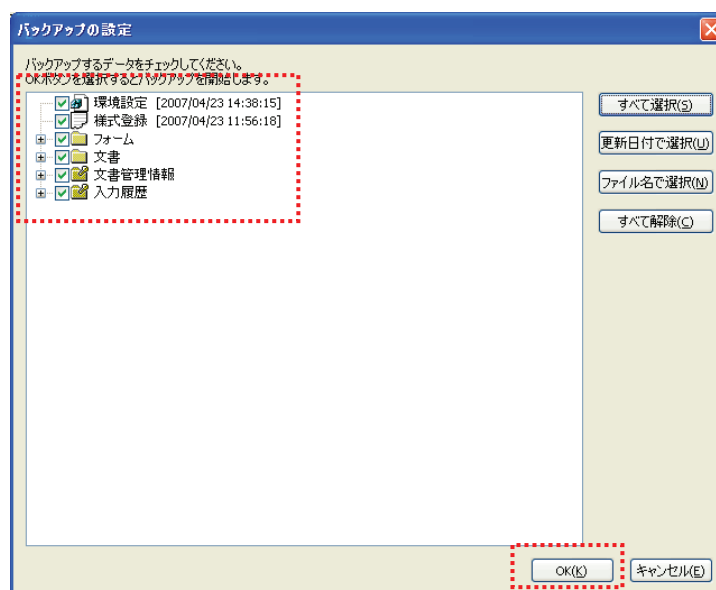 バックアップの設定
バックアップするデータをチェックしてください。
OKボタンを選択するとバックアップを開始します。
環境設定 [2007/04/23 14:38:15]
様式登録 [2007/04/23 11:56:18]
フォーム
文書
文書管理情報
入力履歴
すべて選択(S)
更新日付で選択(U)
ファイル名で選択(N)
すべて解除(C)
OK(K)
キャンセル(E)